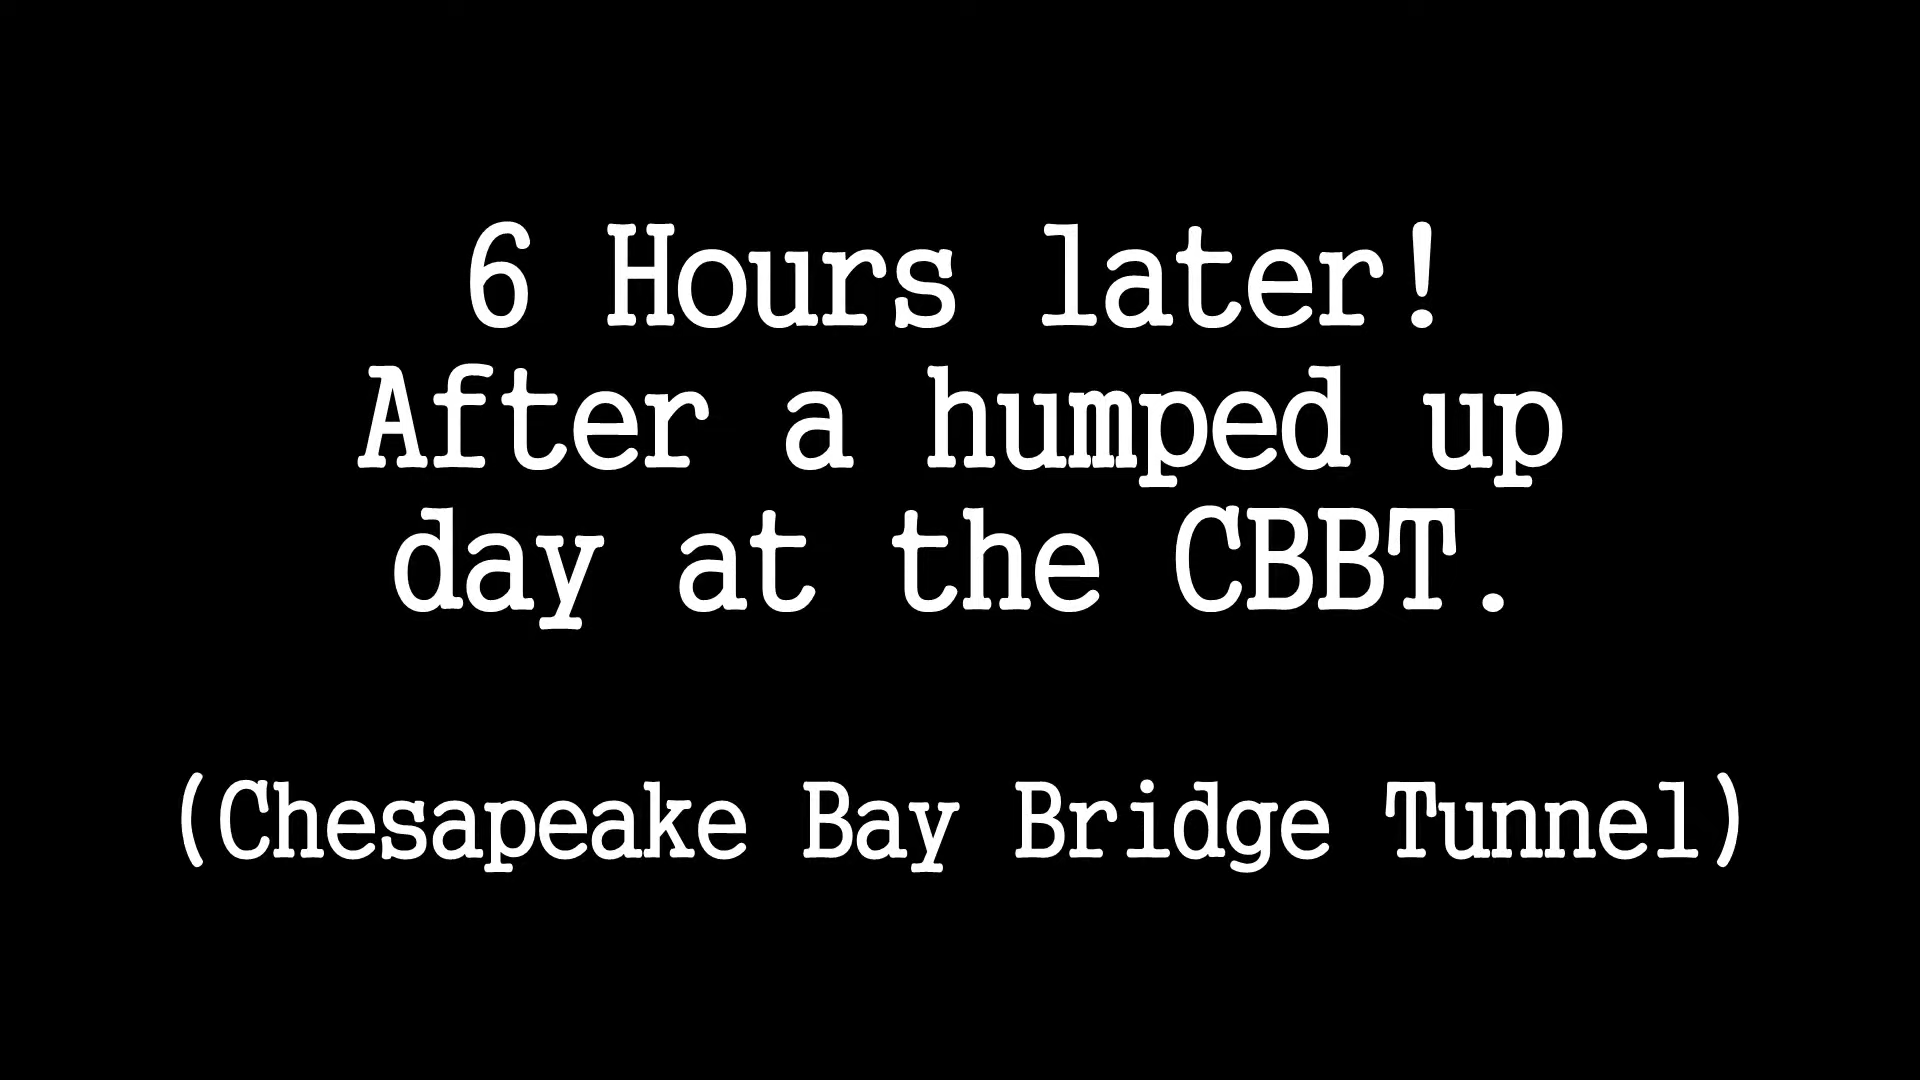 6 Hours later!
After a humped up
day at the CBBT.
(Chesapeake Bay Bridge Tunnel)